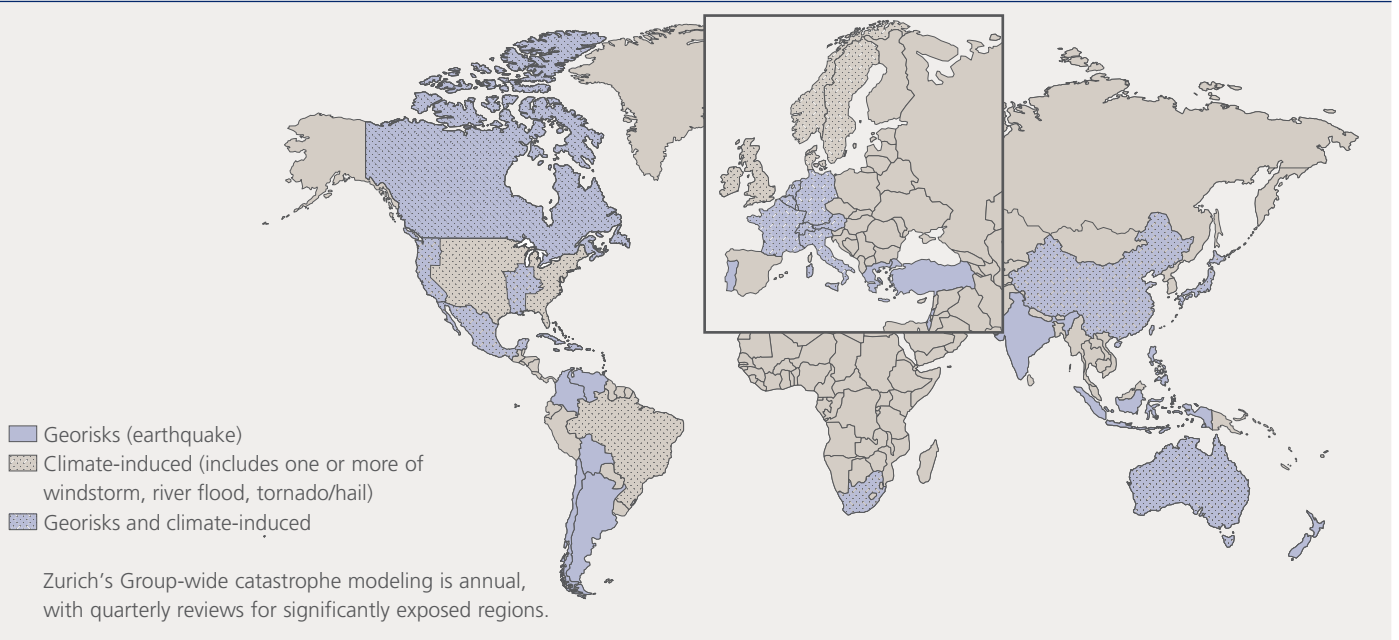 Georisks (earthquake)
Climate-induced (includes one or more of
windstorm, river flood, tornado/hail)
Georisks and climate-induced
Zurich’s Group-wide catastrophe modeling is annual,
with quarterly reviews for significantly exposed regions.